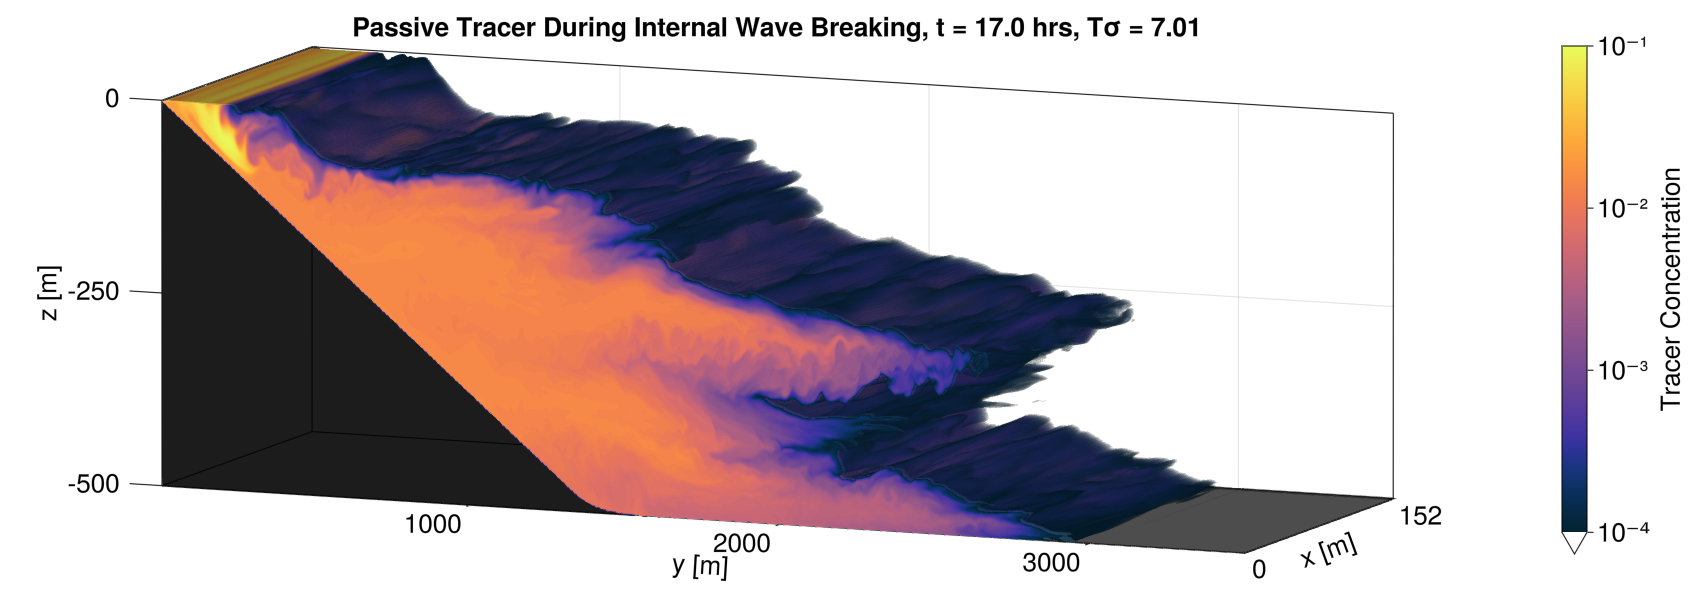 Passive Tracer During Internal Wave Breaking, t = 17.0 hrs, Tσ = 7.01
0
-250
-500
z [m]
1000
2000
3000
y [m]
0
152
x [m]
10⁻¹
10⁻²
10⁻³
10⁻⁴
Tracer Concentration